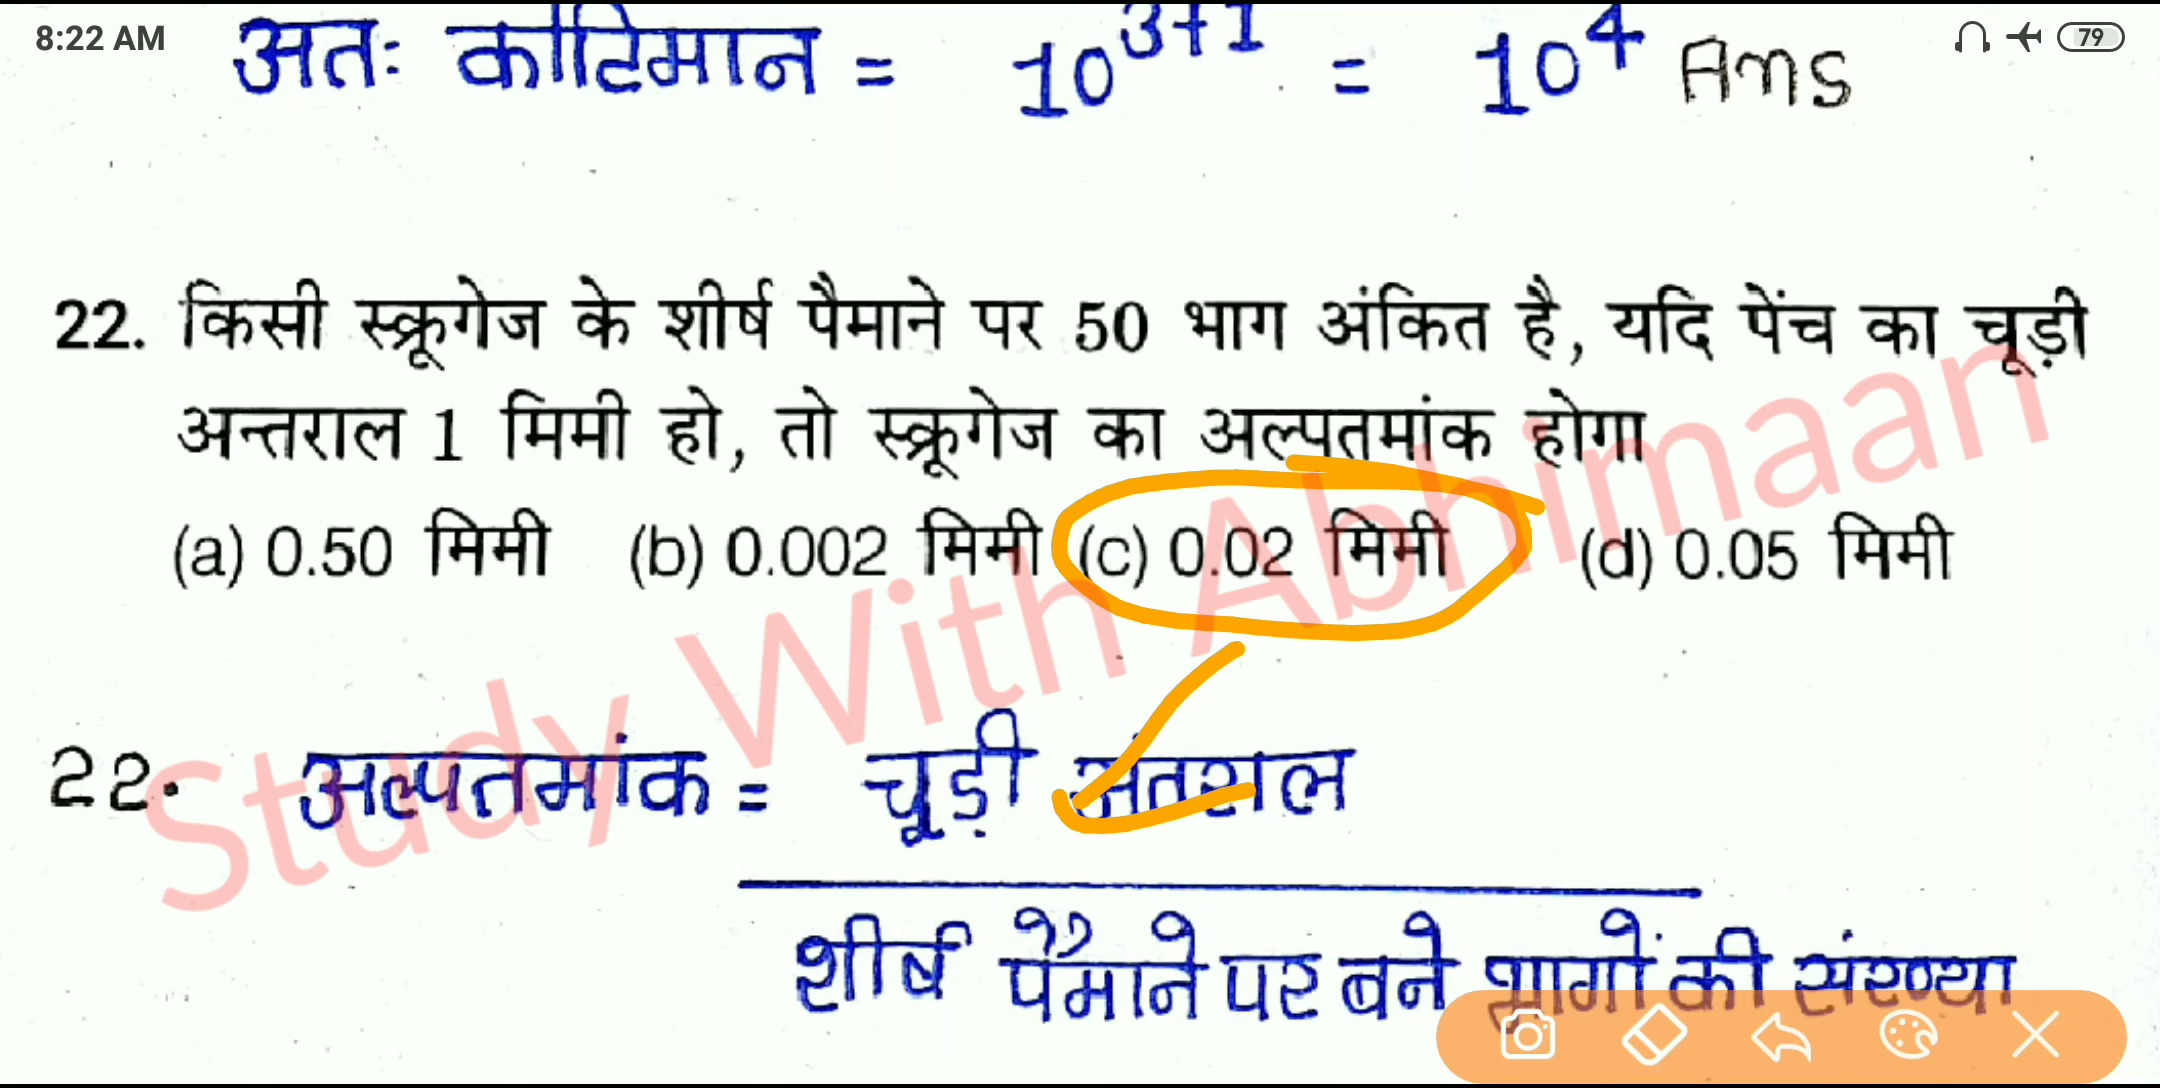 8:22 AM
79
अतः कोटिमान = 10^3+1 = 10^4 Ans
22. किसी स्क्रूगेज के शीर्ष पैमाने पर 50 भाग अंकित है, यदि पेंच का चूड़ी
अन्तराल 1 मिमी हो, तो स्क्रूगेज का अल्पतमांक होगा
(a) 0.50 मिमी (b) 0.002 मिमी (c) 0.02 मिमी (d) 0.05 मिमी
Study With Abhimaan
22. अल्पतमांक = चूड़ी अंतराल
शीर्ष पैमाने पर बने भागों की संख्या